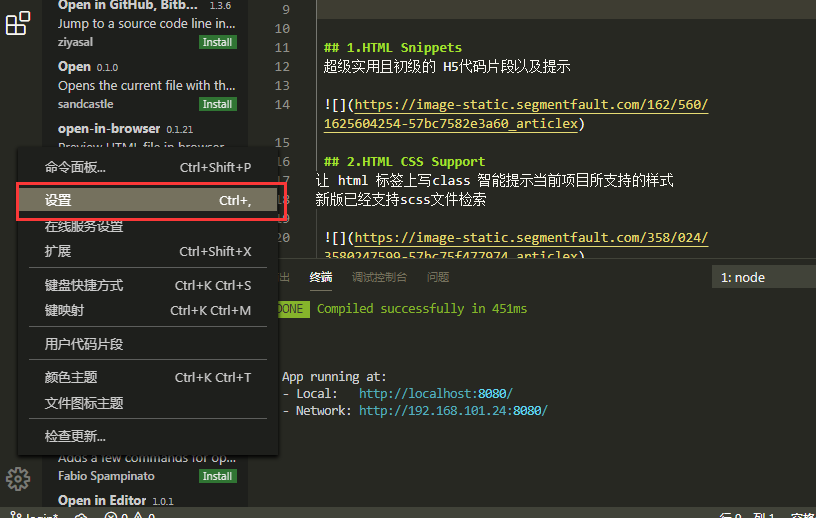 Open in GitHub, Bitb... 1.3.6
Jump to a source code line in...
ziyasal Install
Open 0.1.0
Opens the current file with th...
sandcastle Install
open-in-browser 0.1.21
Preview HTML file in browser
命令面板... Ctrl+Shift+P
设置 Ctrl+,
在线服务设置
扩展 Ctrl+Shift+X
键盘快捷方式 Ctrl+K Ctrl+S
键映射 Ctrl+K Ctrl+M
用户代码片段
颜色主题 Ctrl+K Ctrl+T
文件图标主题
检查更新...
Adds a few commands for op...
Fabio Spampinato Install
Open in Editor 1.0.1
9
10
11 ## 1.HTML Snippets
12 超级实用且初级的 H5代码片段以及提示
13
14 ![](https://image-static.segmentfault.com/162/560/
1625604254-57bc7582e3a60_articlex)
15
16 ## 2.HTML CSS Support
17 让 html 标签上写class 智能提示当前项目所支持的样式
18 新版已经支持scss文件检索
19
20 ![](https://image-static.segmentfault.com/358/024/
3580247599-57bc75f477974_articlex)
出 终端 调试控制台 问题 1: node
DONE Compiled successfully in 451ms
App running at:
- Local: http://localhost:8080/
- Network: http://192.168.101.24:8080/
login* 0 0 行 9, 列 1 空格